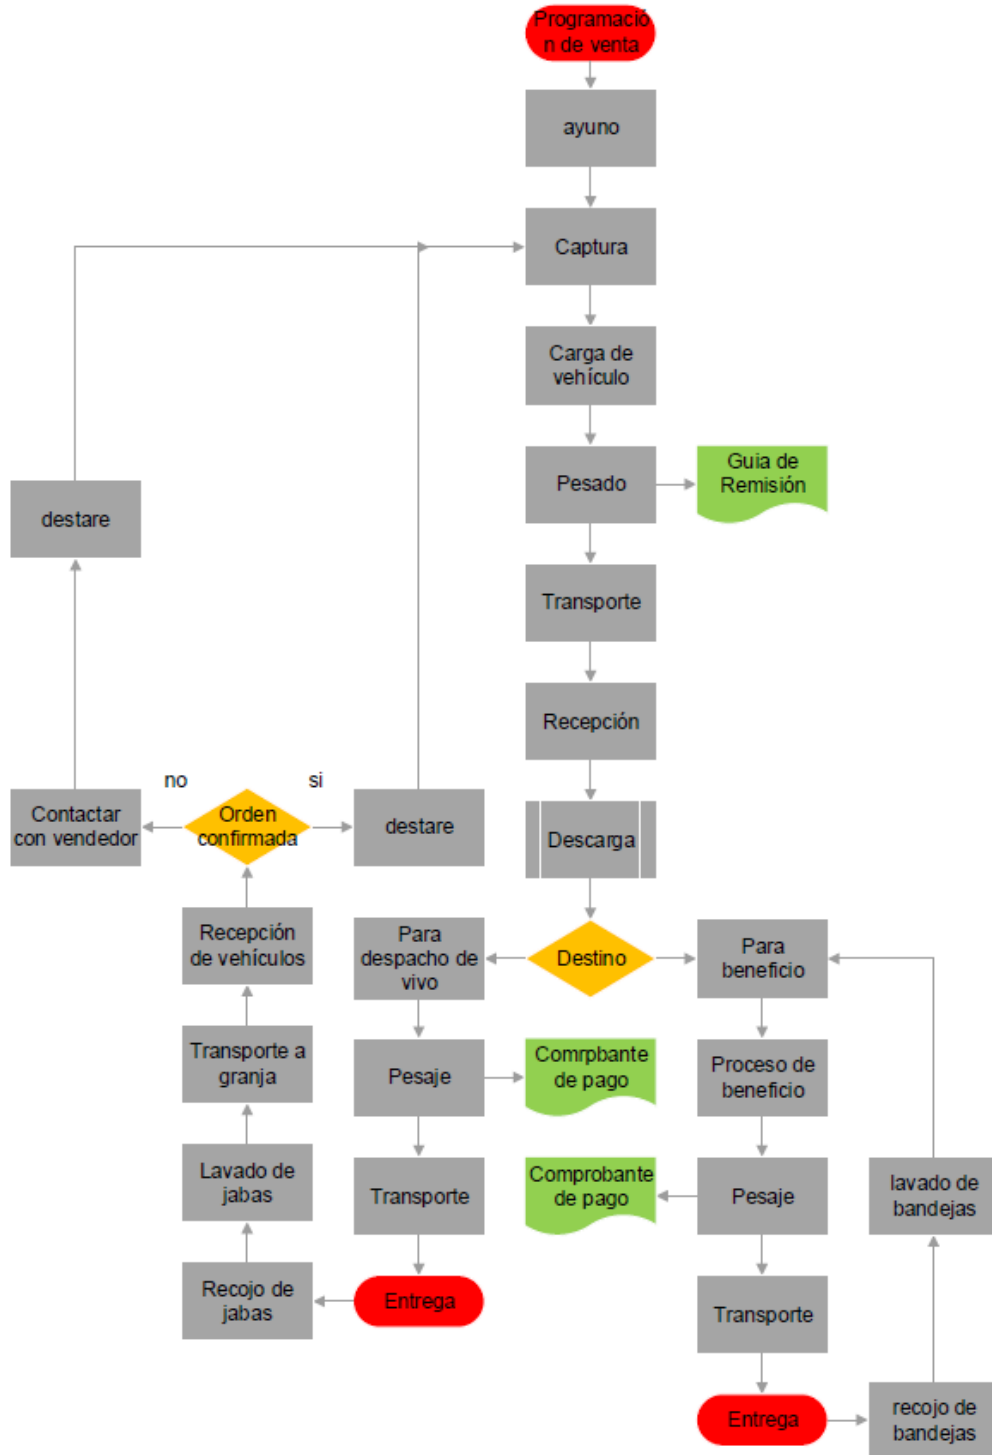 Programació
n de venta
ayuno
Captura
Carga de
vehículo
Pesado
Guia de
Remisión
destare
Transporte
Recepción
no
si
Contactar
con vendedor
Orden
confirmada
destare
Descarga
Recepción
de vehículos
Para
despacho de
vivo
Destino
Para
beneficio
Transporte a
granja
Pesaje
Comrpbante
de pago
Proceso de
beneficio
Lavado de
jabas
Transporte
Comprobante
de pago
Pesaje
lavado de
bandejas
Recojo de
jabas
Entrega
Transporte
Entrega
recojo de
bandejas